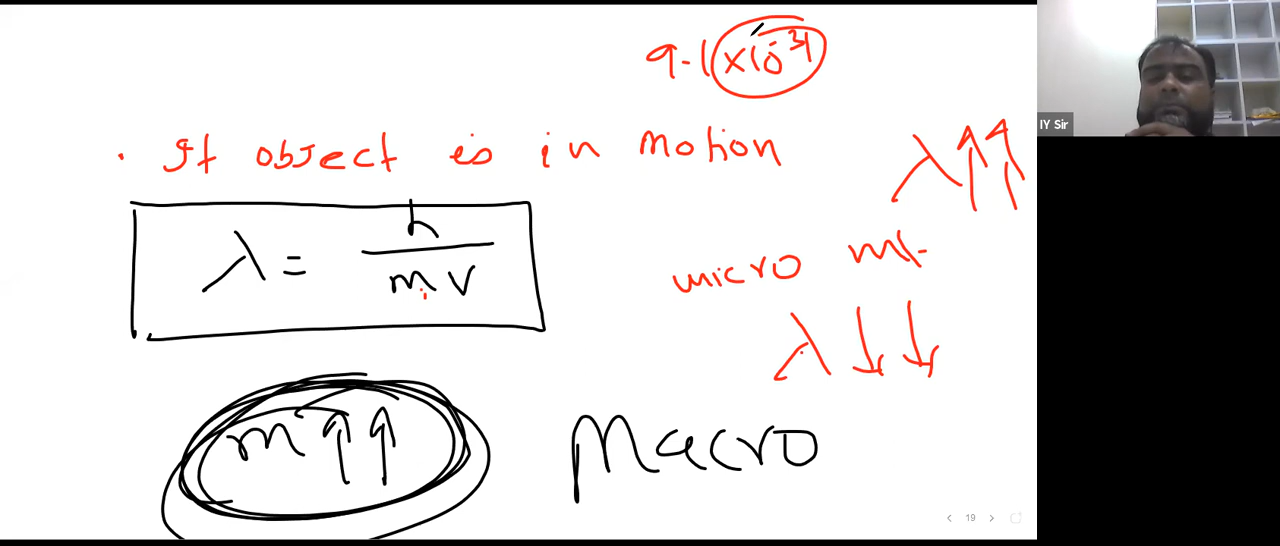 9.1 × 10^-31
. If object is in motion
λ ↑ ↑
λ = h / mv
micro
λ ↓ ↓
m ↑ ↑
Macro
IY Sir
< 19 >